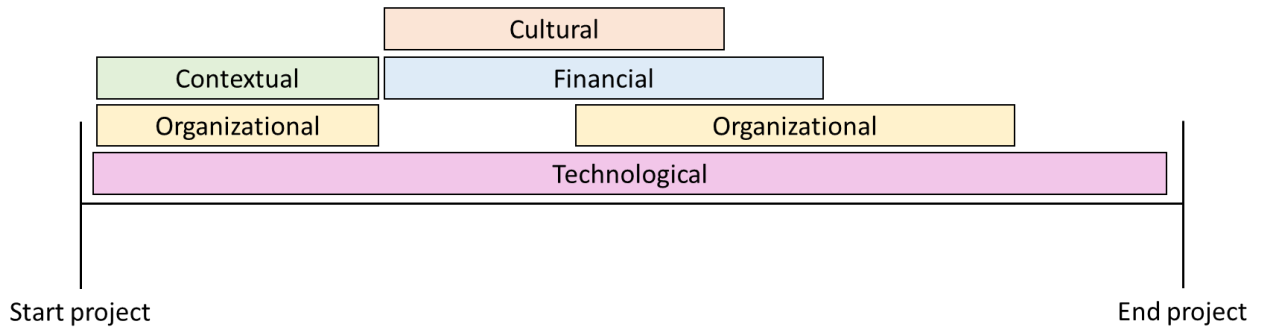 Cultural
Contextual
Financial
Organizational
Organizational
Technological
Start project
End project